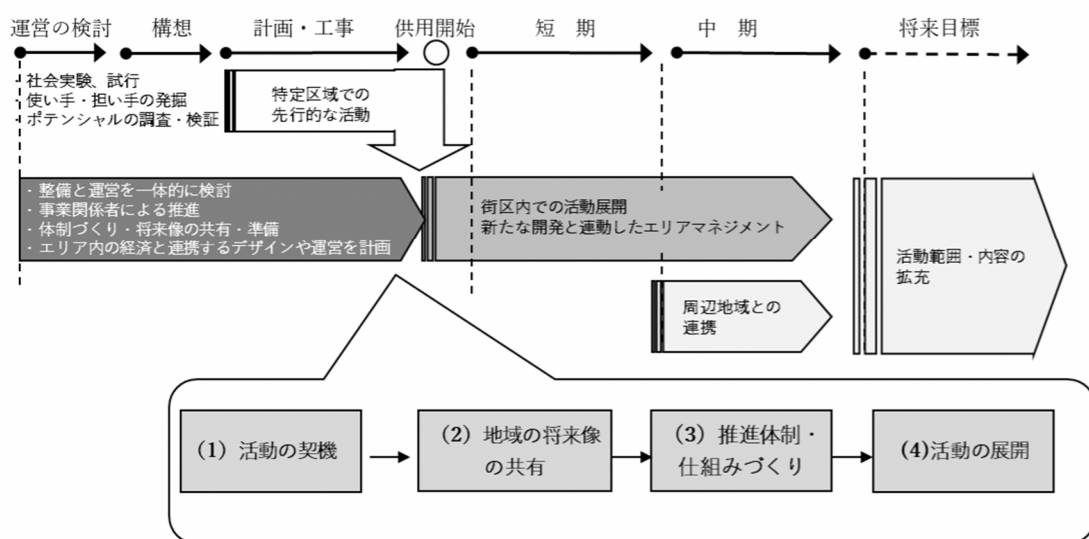 運営の検討
構想
計画・工事
供用開始
短 期
中 期
将来目標
・社会実験、試行
・使い手・担い手の発掘
・ポテンシャルの調査・検証
特定区域での
先行的な活動
・整備と運営を一体的に検討
・事業関係者による推進
・体制づくり・将来像の共有・準備
・エリア内の経済と連携するデザインや運営を計画
街区内での活動展開
新たな開発と連動したエリアマネジメント
活動範囲・内容の
拡充
周辺地域との
連携
(1) 活動の契機
(2) 地域の将来像
の共有
(3) 推進体制・
仕組みづくり
(4)活動の展開